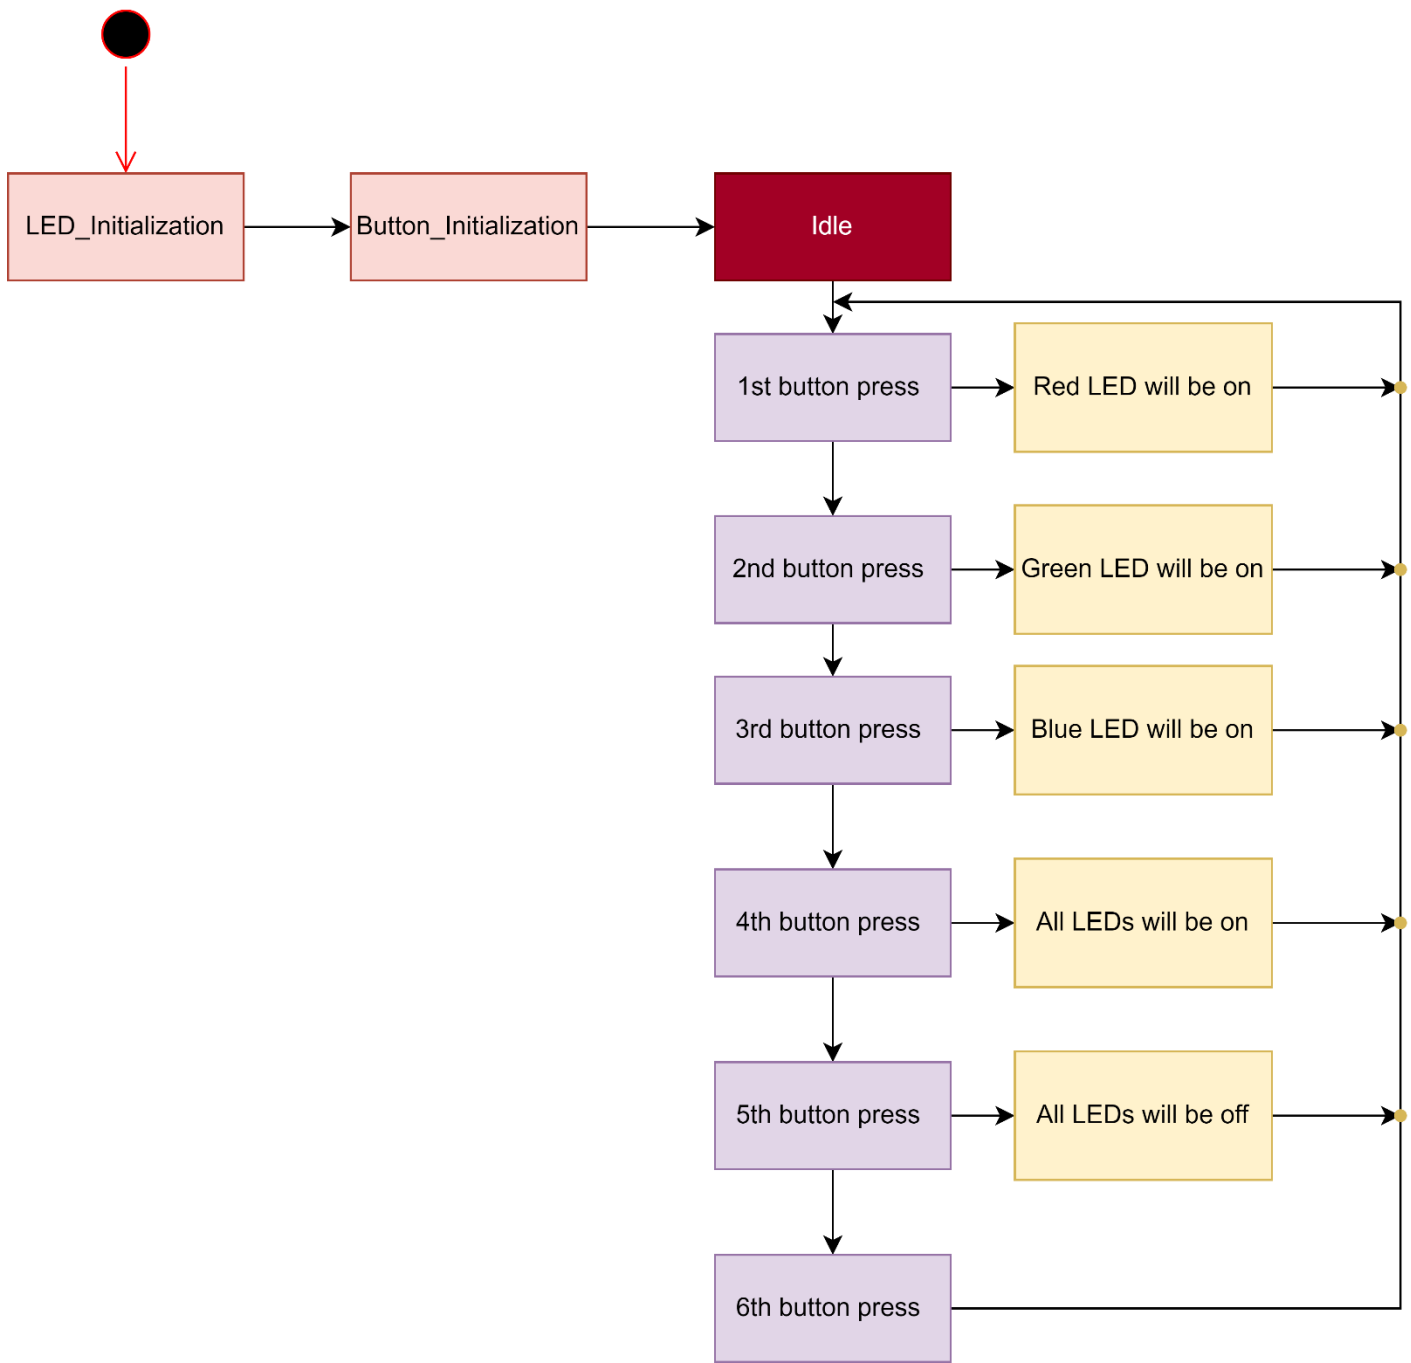 LED_Initialization
Button_Initialization
Idle
1st button press
Red LED will be on
2nd button press
Green LED will be on
3rd button press
Blue LED will be on
4th button press
All LEDs will be on
5th button press
All LEDs will be off
6th button press